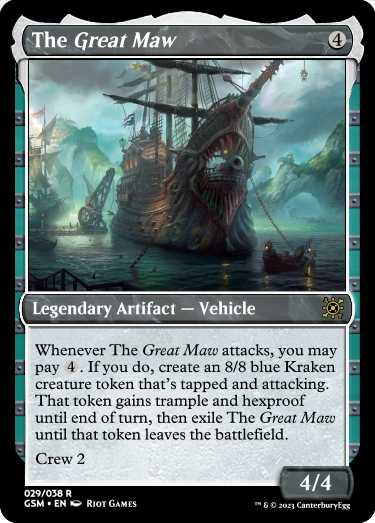 The Great Maw 4
Legendary Artifact — Vehicle
Whenever The Great Maw attacks, you may
pay 4. If you do, create an 8/8 blue Kraken
creature token that's tapped and attacking.
That token gains trample and hexproof
until end of turn, then exile The Great Maw
until that token leaves the battlefield.
Crew 2
4/4
029/038 R
GSM • EN Riot Games
™ & © 2023 CanterburyEgg